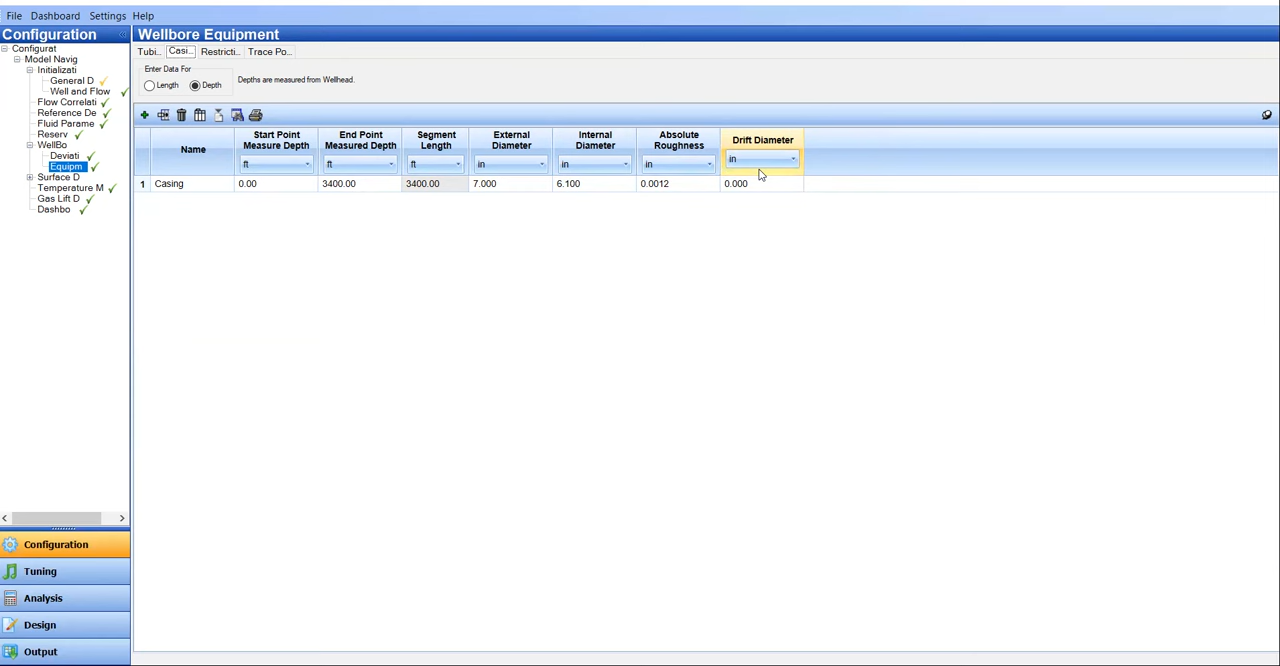 File Dashboard Settings Help
Configuration «
Wellbore Equipment
Configurat
Model Navig
Initializati
General D
Well and Flow
Flow Correlati
Reference De
Fluid Parame
Reserv
WellBo
Deviati
Equipm
Surface D
Temperature M
Gas Lift D
Dashbo
Configuration
Tuning
Analysis
Design
Output
Tubi... Casi... Restricti... Trace Po...
Enter Data For
Length Depth
Depths are measured from Wellhead.
Name Start Point Measure Depth End Point Measured Depth Segment Length External Diameter Internal Diameter Absolute Roughness Drift Diameter
ft ft ft in in in in
1 Casing 0.00 3400.00 3400.00 7.000 6.100 0.0012 0.000